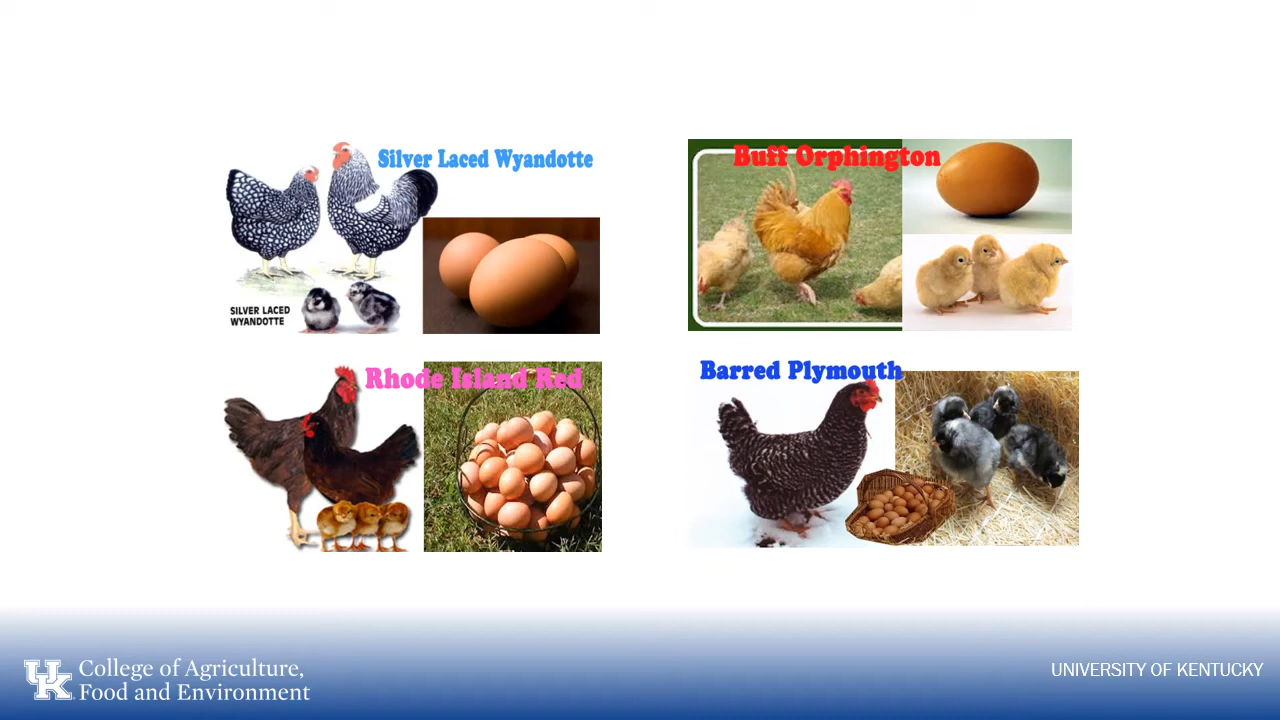 Silver Laced Wyandotte
SILVER LACED
WYANDOTTE
Buff Orphington
Rhode Island Red
Barred Plymouth
UK College of Agriculture,
Food and Environment
UNIVERSITY OF KENTUCKY